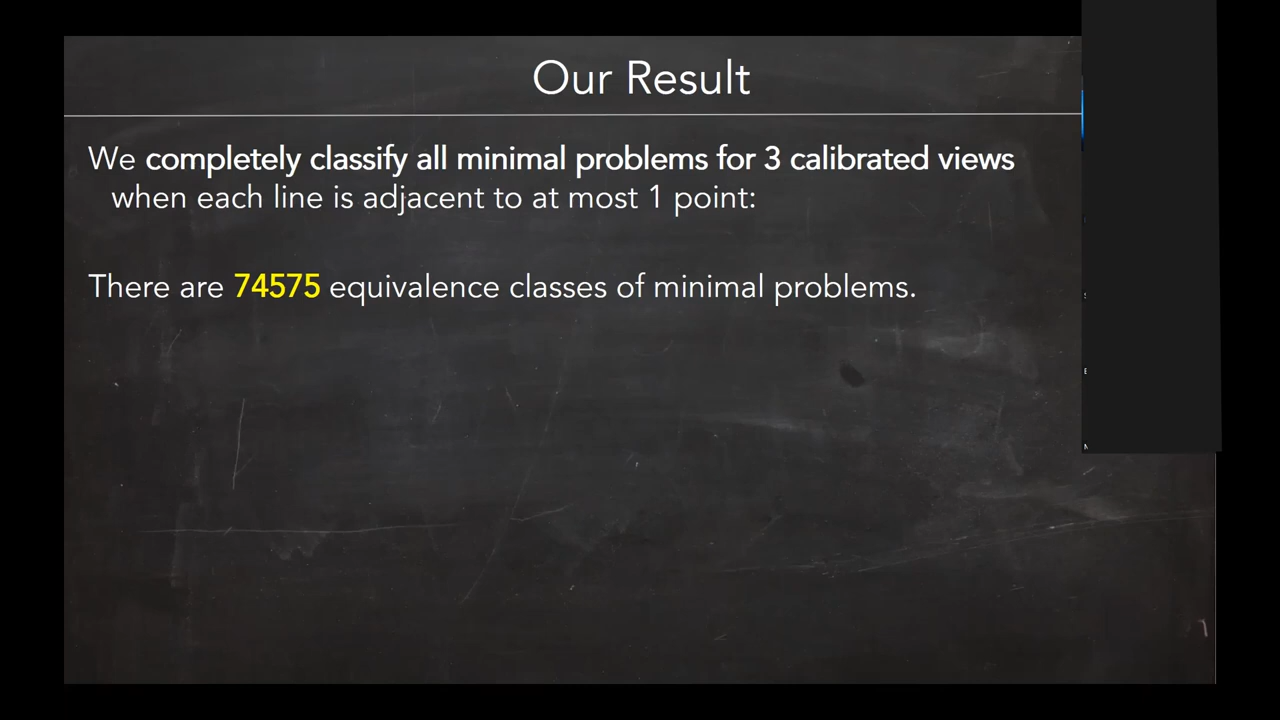 Our Result
We completely classify all minimal problems for 3 calibrated views
when each line is adjacent to at most 1 point:
There are 74575 equivalence classes of minimal problems.